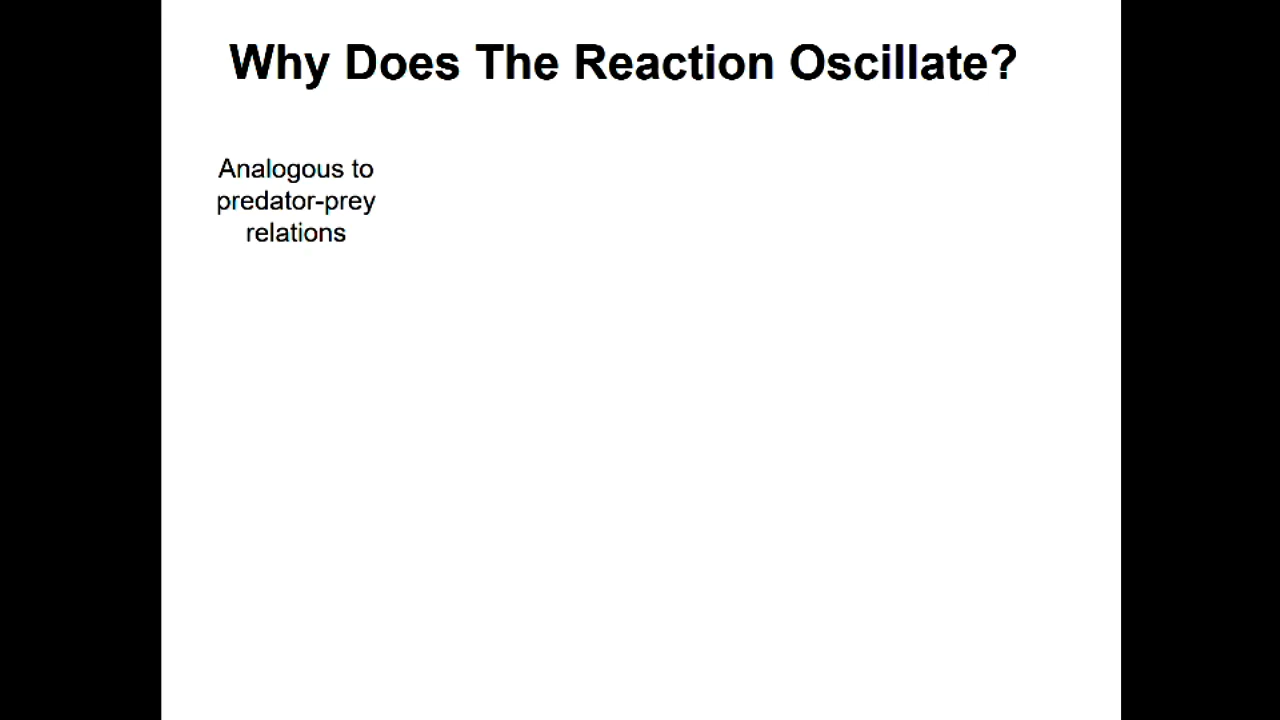 Why Does The Reaction Oscillate?
Analogous to
predator-prey
relations